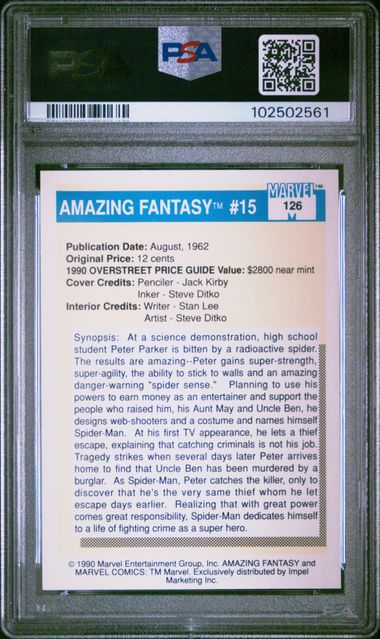 PSA
PSA
102502561
MARVEL™
AMAZING FANTASY™ #15
126
M
Publication Date: August, 1962
Original Price: 12 cents
1990 OVERSTREET PRICE GUIDE Value: $2800 near mint
Cover Credits: Penciler - Jack Kirby
Inker - Steve Ditko
Interior Credits: Writer - Stan Lee
Artist - Steve Ditko
Synopsis: At a science demonstration, high school
student Peter Parker is bitten by a radioactive spider.
The results are amazing--Peter gains super-strength,
super-agility, the ability to stick to walls and an amazing
danger-warning "spider sense." Planning to use his
powers to earn money as an entertainer and support the
people who raised him, his Aunt May and Uncle Ben, he
designs web-shooters and a costume and names himself
Spider-Man. At his first TV appearance, he lets a thief
escape, explaining that catching criminals is not his job.
Tragedy strikes when several days later Peter arrives
home to find that Uncle Ben has been murdered by a
burglar. As Spider-Man, Peter catches the killer, only to
discover that he's the very same thief whom he let
escape days earlier. Realizing that with great power
comes great responsibility, Spider-Man dedicates himself
to a life of fighting crime as a super hero.
© 1990 Marvel Entertainment Group, Inc. AMAZING FANTASY and
MARVEL COMICS: TM Marvel. Exclusively distributed by Impel
Marketing Inc.